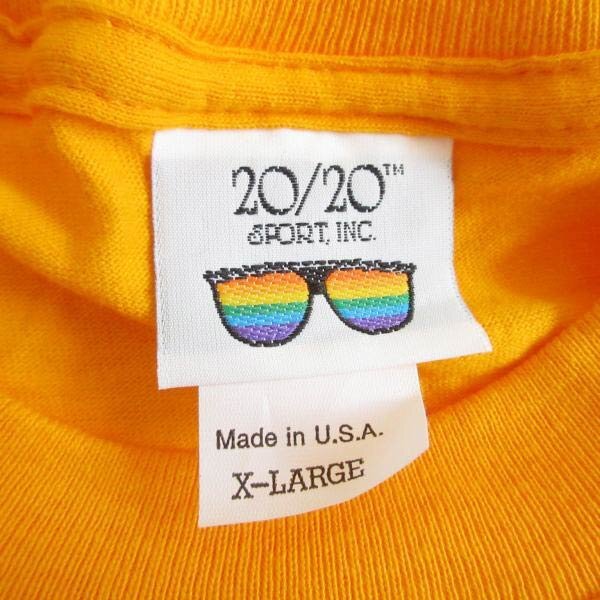 20/20™
SPORT, INC.
Made in U.S.A.
X-LARGE